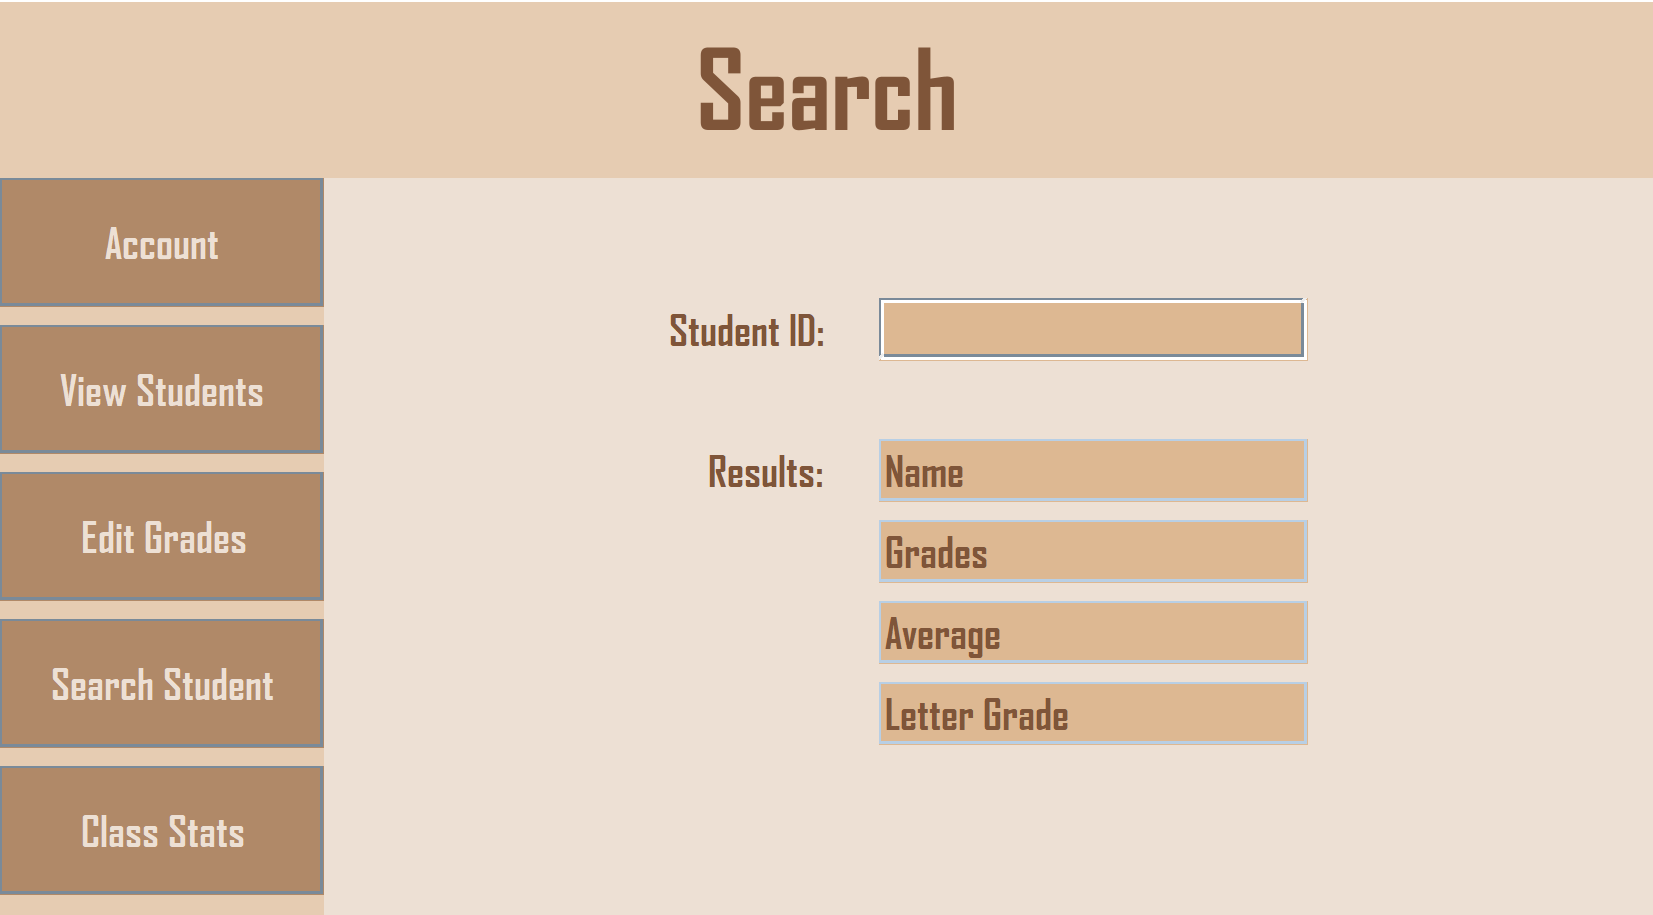 Search
Account
View Students
Edit Grades
Search Student
Class Stats
Student ID:
Results:
Name
Grades
Average
Letter Grade